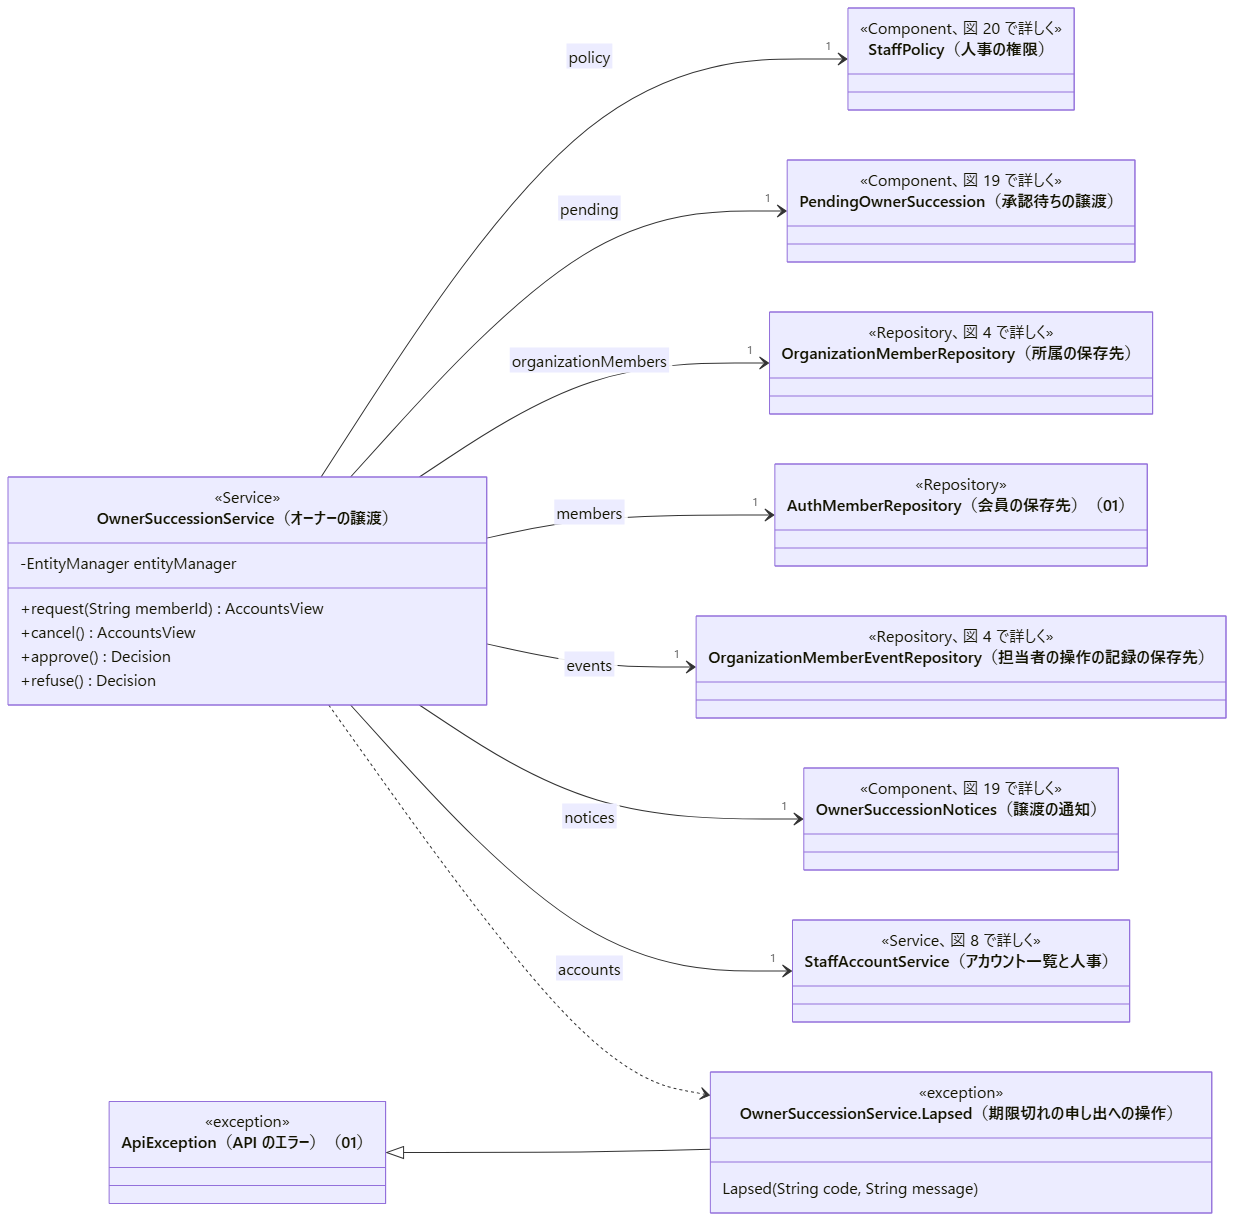 «Component、図 20 で詳しく»
StaffPolicy（人事の権限）
policy
1
«Component、図 19 で詳しく»
PendingOwnerSuccession（承認待ちの譲渡）
pending
1
«Repository、図 4 で詳しく»
OrganizationMemberRepository（所属の保存先）
organizationMembers
1
«Service»
OwnerSuccessionService（オーナーの譲渡）
-EntityManager entityManager
+request(String memberId) : AccountsView
+cancel() : AccountsView
+approve() : Decision
+refuse() : Decision
«Repository»
AuthMemberRepository（会員の保存先）（01）
members
1
«Repository、図 4 で詳しく»
OrganizationMemberEventRepository（担当者の操作の記録の保存先）
events
1
«Component、図 19 で詳しく»
OwnerSuccessionNotices（譲渡の通知）
notices
1
«Service、図 8 で詳しく»
StaffAccountService（アカウント一覧と人事）
accounts
1
«exception»
OwnerSuccessionService.Lapsed（期限切れの申し出への操作）
Lapsed(String code, String message)
«exception»
ApiException（API のエラー）（01）